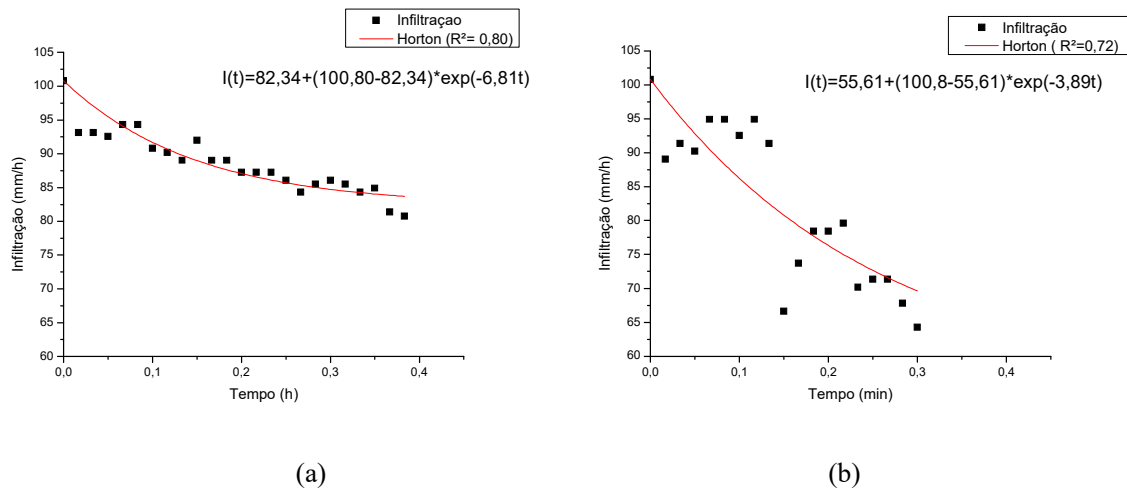 Infiltraçao
Horton (R²= 0,80)
I(t)=82,34+(100,80-82,34)*exp(-6,81t)
105
100
95
90
85
80
75
70
65
60
Infiltração (mm/h)
0,0
0,1
0,2
0,3
0,4
Tempo (h)
(a)
Infiltração
Horton ( R²=0,72)
I(t)=55,61+(100,8-55,61)*exp(-3,89t)
105
100
95
90
85
80
75
70
65
60
Infiltração (mm/h)
0,0
0,1
0,2
0,3
0,4
Tempo (min)
(b)